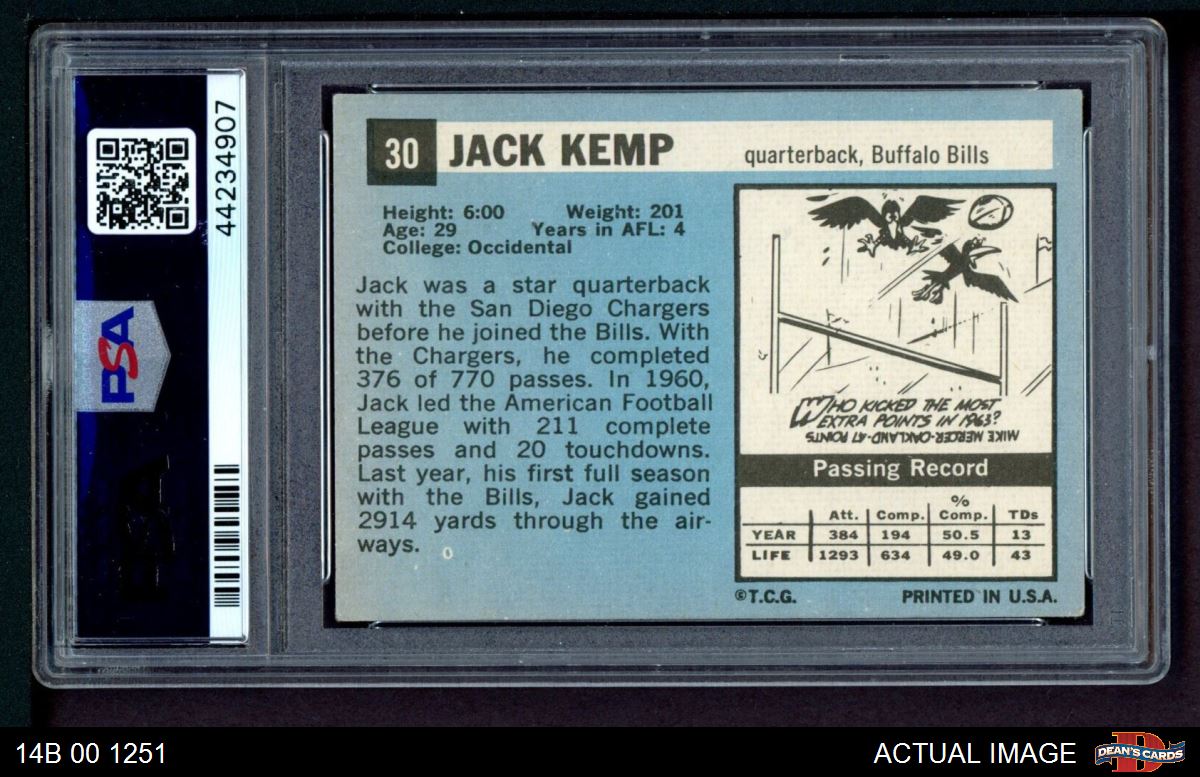 44234907
PSA
30 JACK KEMP quarterback, Buffalo Bills
Height: 6:00 Weight: 201
Age: 29 Years in AFL: 4
College: Occidental
Jack was a star quarterback
with the San Diego Chargers
before he joined the Bills. With
the Chargers, he completed
376 of 770 passes. In 1960,
Jack led the American Football
League with 211 complete
passes and 20 touchdowns.
Last year, his first full season
with the Bills, Jack gained
2914 yards through the air-
ways.
WHO KICKED THE MOST
EXTRA POINTS IN 1963?
MIKE MERCER-OAKLAND-47 POINTS
Passing Record
Att. Comp. % Comp. TDs
YEAR 384 194 50.5 13
LIFE 1293 634 49.0 43
©T.C.G. PRINTED IN U.S.A.
14B 00 1251 ACTUAL IMAGE DEAN'S CARDS